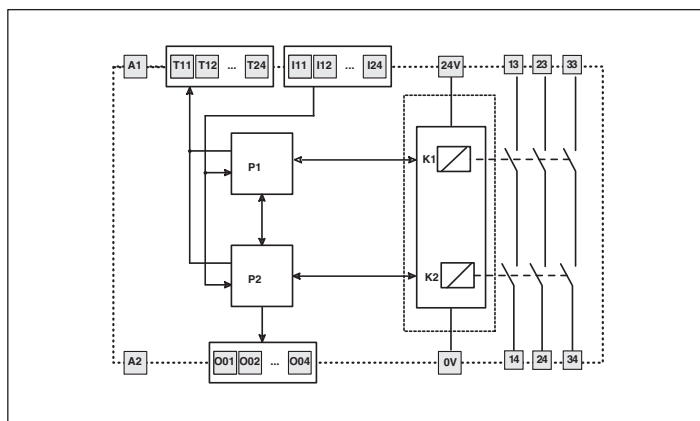 A1 T11 T12 ... T24 I11 I12 ... I24 24V 13 23 33
P1 K1
P2 K2
A2 O01 O02 ... O04 0V 14 24 34